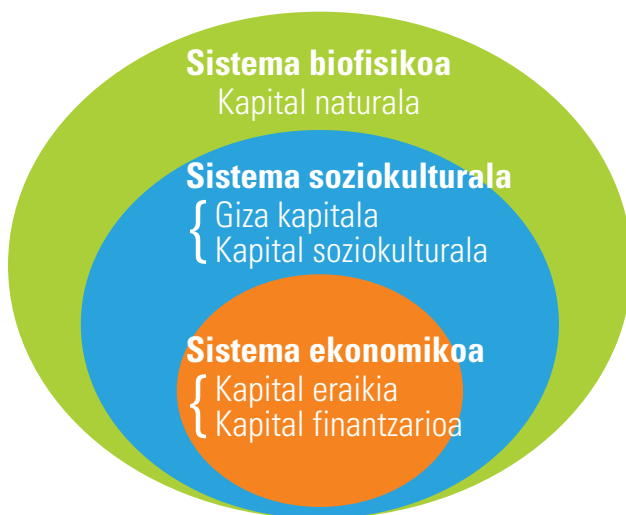 Sistema biofisikoa
Kapital naturala
Sistema soziokulturala
{ Giza kapitala
Kapital soziokulturala
Sistema ekonomikoa
{ Kapital eraikia
Kapital finantzarioa